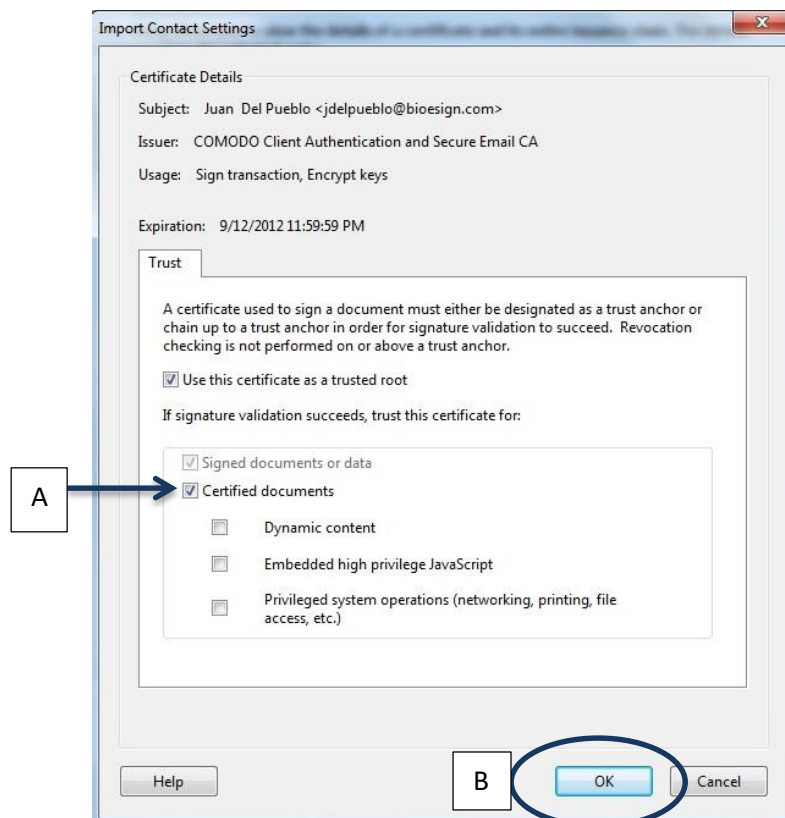 Import Contact Settings
Certificate Details
Subject: Juan Del Pueblo <jdelpueblo@bioesign.com>
Issuer: COMODO Client Authentication and Secure Email CA
Usage: Sign transaction, Encrypt keys
Expiration: 9/12/2012 11:59:59 PM
Trust
A certificate used to sign a document must either be designated as a trust anchor or
chain up to a trust anchor in order for signature validation to succeed. Revocation
checking is not performed on or above a trust anchor.
Use this certificate as a trusted root
If signature validation succeeds, trust this certificate for:
Signed documents or data
A
Certified documents
Dynamic content
Embedded high privilege JavaScript
Privileged system operations (networking, printing, file
access, etc.)
Help
B
OK
Cancel